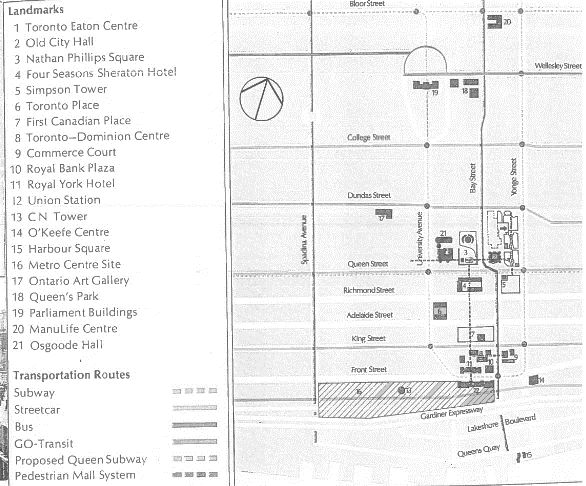 Landmarks
1 Toronto Eaton Centre
2 Old City Hall
3 Nathan Phillips Square
4 Four Seasons Sheraton Hotel
5 Simpson Tower
6 Toronto Place
7 First Canadian Place
8 Toronto–Dominion Centre
9 Commerce Court
10 Royal Bank Plaza
11 Royal York Hotel
12 Union Station
13 CN Tower
14 O'Keefe Centre
15 Harbour Square
16 Metro Centre Site
17 Ontario Art Gallery
18 Queen's Park
19 Parliament Buildings
20 ManuLife Centre
21 Osgoode Hall
Transportation Routes
Subway
Streetcar
Bus
GO-Transit
Proposed Queen Subway
Pedestrian Mall System
Bloor Street
20
Wellesley Street
19
18
College Street
Bay Street
Yonge Street
Dundas Street
17
University Avenue
Spadina Avenue
21
3
Queen Street
4
Richmond Street
Adelaide Street
King Street
Front Street
11
10
9
14
16
13
12
Gardiner Expressway
Lakeshore Boulevard
Queens Quay
15